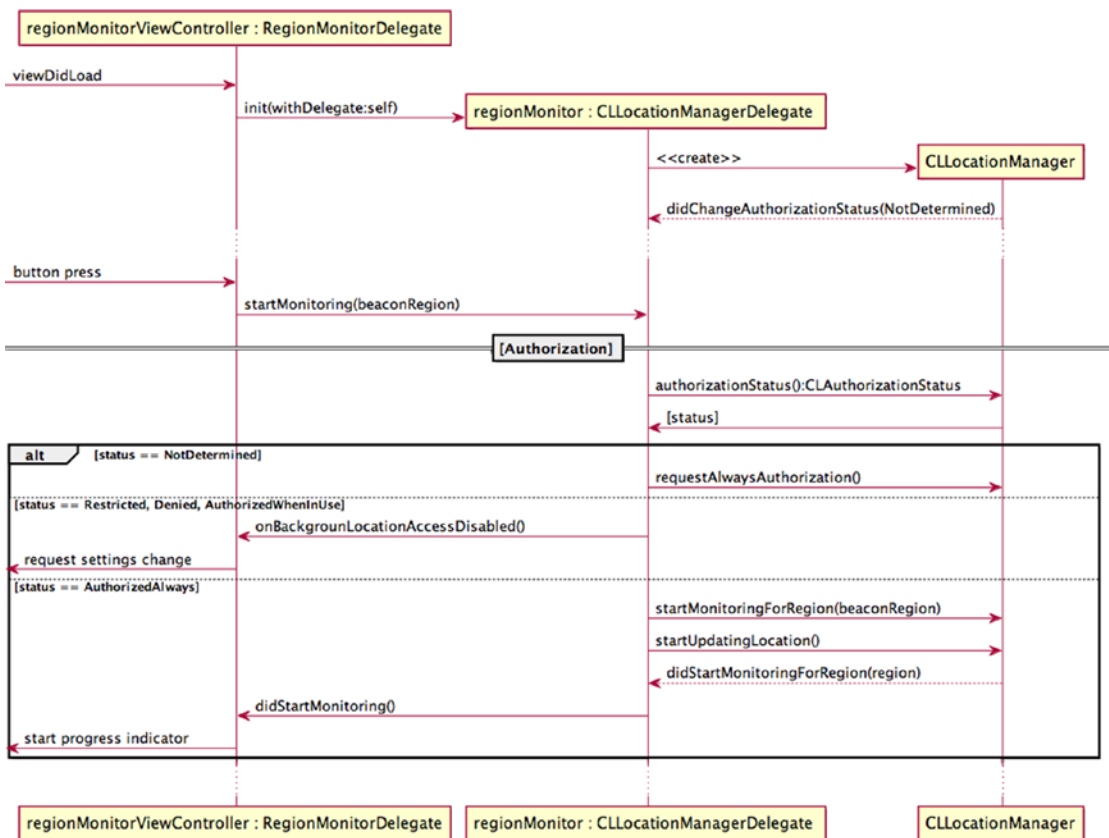 regionMonitorViewController : RegionMonitorDelegate
viewDidLoad
init(withDelegate:self)
regionMonitor : CLLocationManagerDelegate
<<create>>
CLLocationManager
didChangeAuthorizationStatus(NotDetermined)
button press
startMonitoring(beaconRegion)
[Authorization]
authorizationStatus():CLAuthorizationStatus
[status]
alt [status == NotDetermined]
requestAlwaysAuthorization()
[status == Restricted, Denied, AuthorizedWhenInUse]
onBackgrounLocationAccessDisabled()
request settings change
[status == AuthorizedAlways]
startMonitoringForRegion(beaconRegion)
startUpdatingLocation()
didStartMonitoringForRegion(region)
didStartMonitoring()
start progress indicator
regionMonitorViewController : RegionMonitorDelegate
regionMonitor : CLLocationManagerDelegate
CLLocationManager